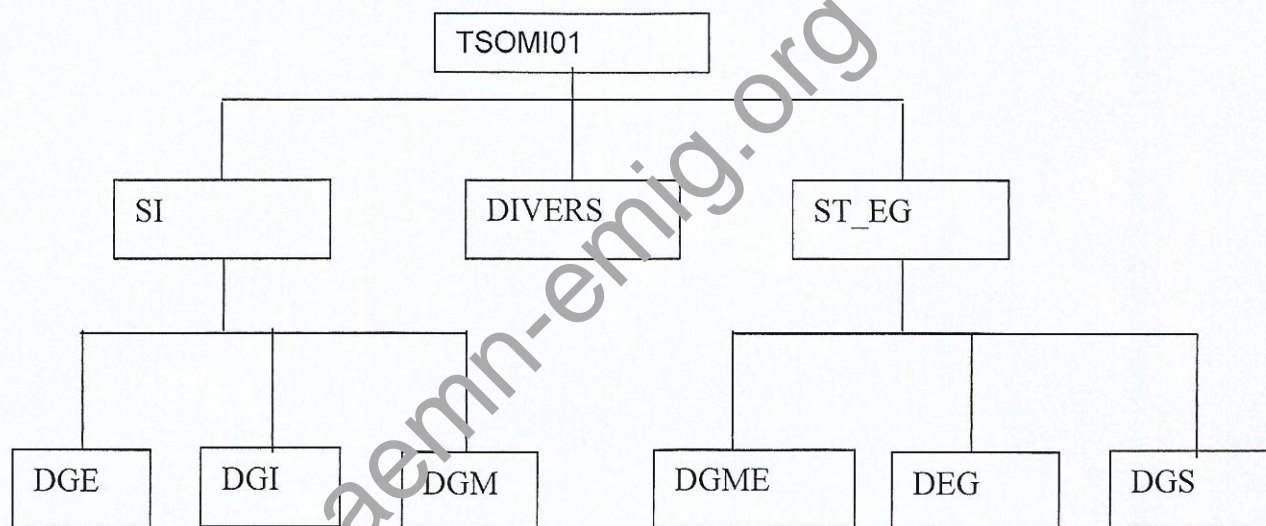 TSOMI01
SI
DIVERS
ST_EG
DGE
DGI
DGM
DGME
DEG
DGS
aemn-emig.org